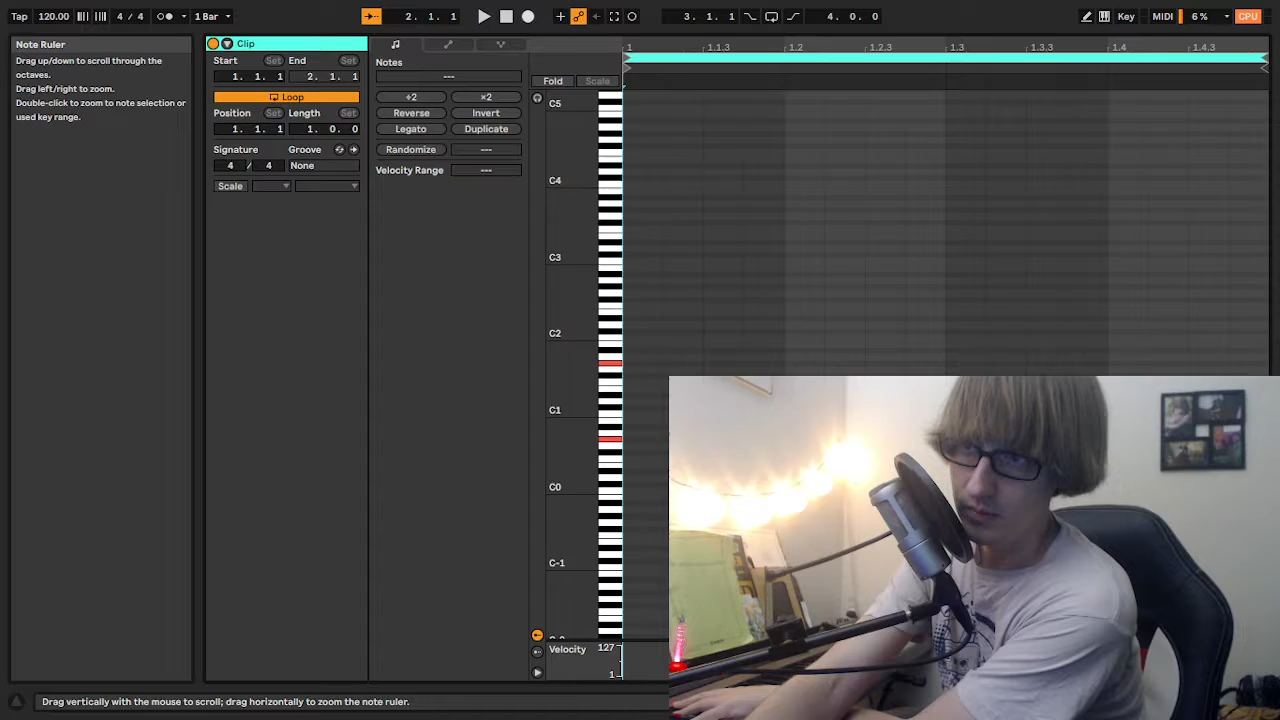 Tap 120.00 4 / 4 1 Bar 2. 1. 1 3. 1. 1 4. 0. 0 Key MIDI 6 % CPU
Note Ruler
Drag up/down to scroll through the
octaves.
Drag left/right to zoom.
Double-click to zoom to note selection or
used key range.
Clip
Start Set End Set
1. 1. 1 2. 1. 1
Loop
Position Set Length Set
1. 1. 1 1. 0. 0
Signature Groove
4 / 4 None
Scale
Notes
---
÷2 ×2
Reverse Invert
Legato Duplicate
Randomize ---
Velocity Range ---
Fold Scale
1 1.1.3 1.2 1.2.3 1.3 1.3.3 1.4 1.4.3
C5
C4
C3
C2
C1
C0
C-1
Velocity 127
1
Drag vertically with the mouse to scroll; drag horizontally to zoom the note ruler.